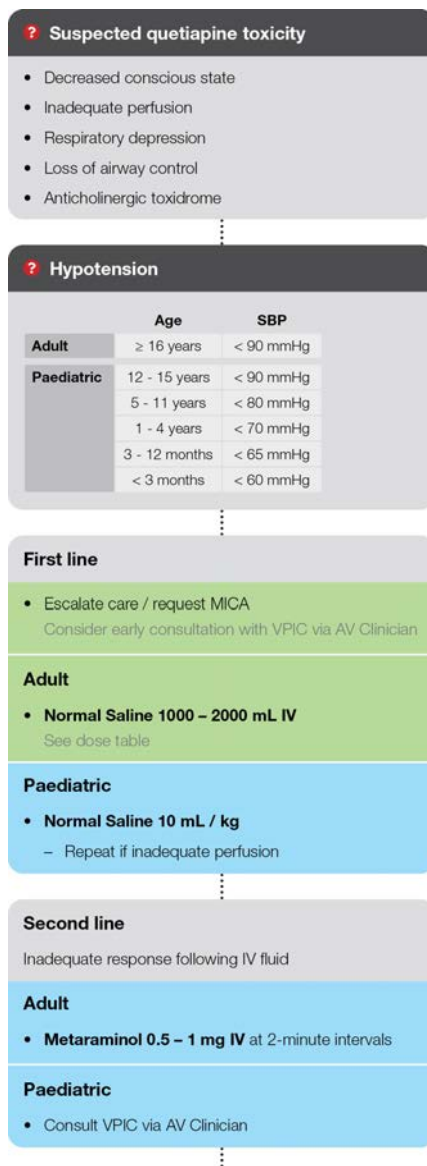 ? Suspected quetiapine toxicity
• Decreased conscious state
• Inadequate perfusion
• Respiratory depression
• Loss of airway control
• Anticholinergic toxidrome
? Hypotension
Age SBP
Adult ≥ 16 years < 90 mmHg
Paediatric 12 - 15 years < 90 mmHg
5 - 11 years < 80 mmHg
1 - 4 years < 70 mmHg
3 - 12 months < 65 mmHg
< 3 months < 60 mmHg
First line
• Escalate care / request MICA
Consider early consultation with VPIC via AV Clinician
Adult
• Normal Saline 1000 – 2000 mL IV
See dose table
Paediatric
• Normal Saline 10 mL / kg
– Repeat if inadequate perfusion
Second line
Inadequate response following IV fluid
Adult
• Metaraminol 0.5 – 1 mg IV at 2-minute intervals
Paediatric
• Consult VPIC via AV Clinician